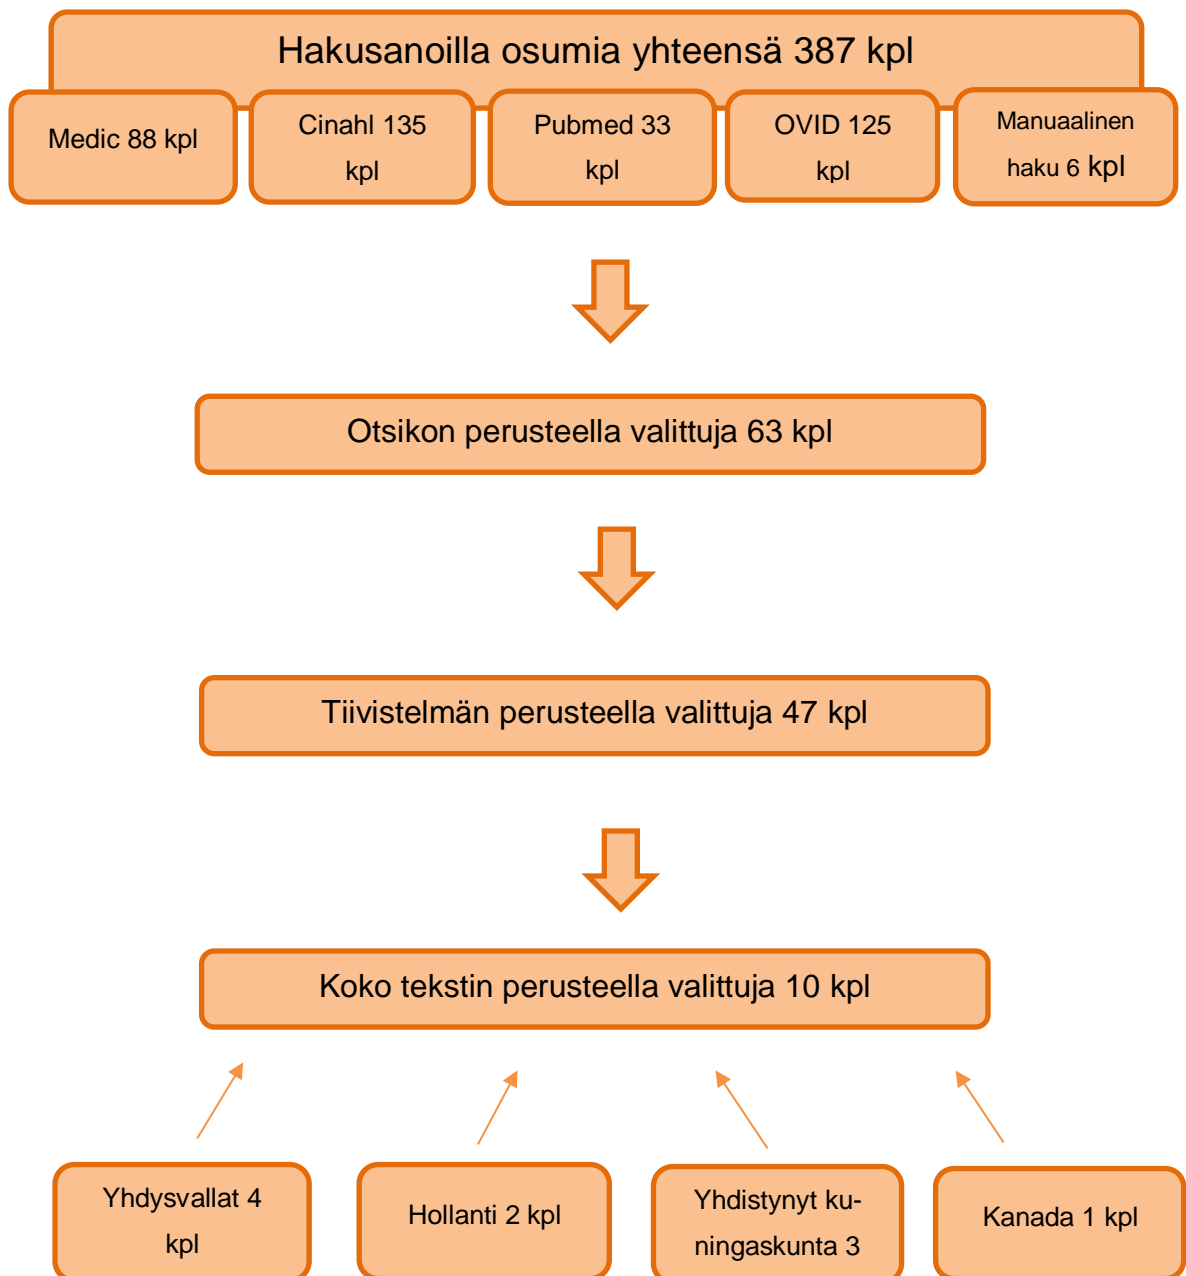 Hakusanoilla osumia yhteensä 387 kpl
Medic 88 kpl
Cinahl 135
kpl
Pubmed 33
kpl
OVID 125
kpl
Manuaalinen
haku 6 kpl
Otsikon perusteella valittuja 63 kpl
Tiivistelmän perusteella valittuja 47 kpl
Koko tekstin perusteella valittuja 10 kpl
Yhdysvallat 4
kpl
Hollanti 2 kpl
Yhdistynyt ku-
ningaskunta 3
Kanada 1 kpl